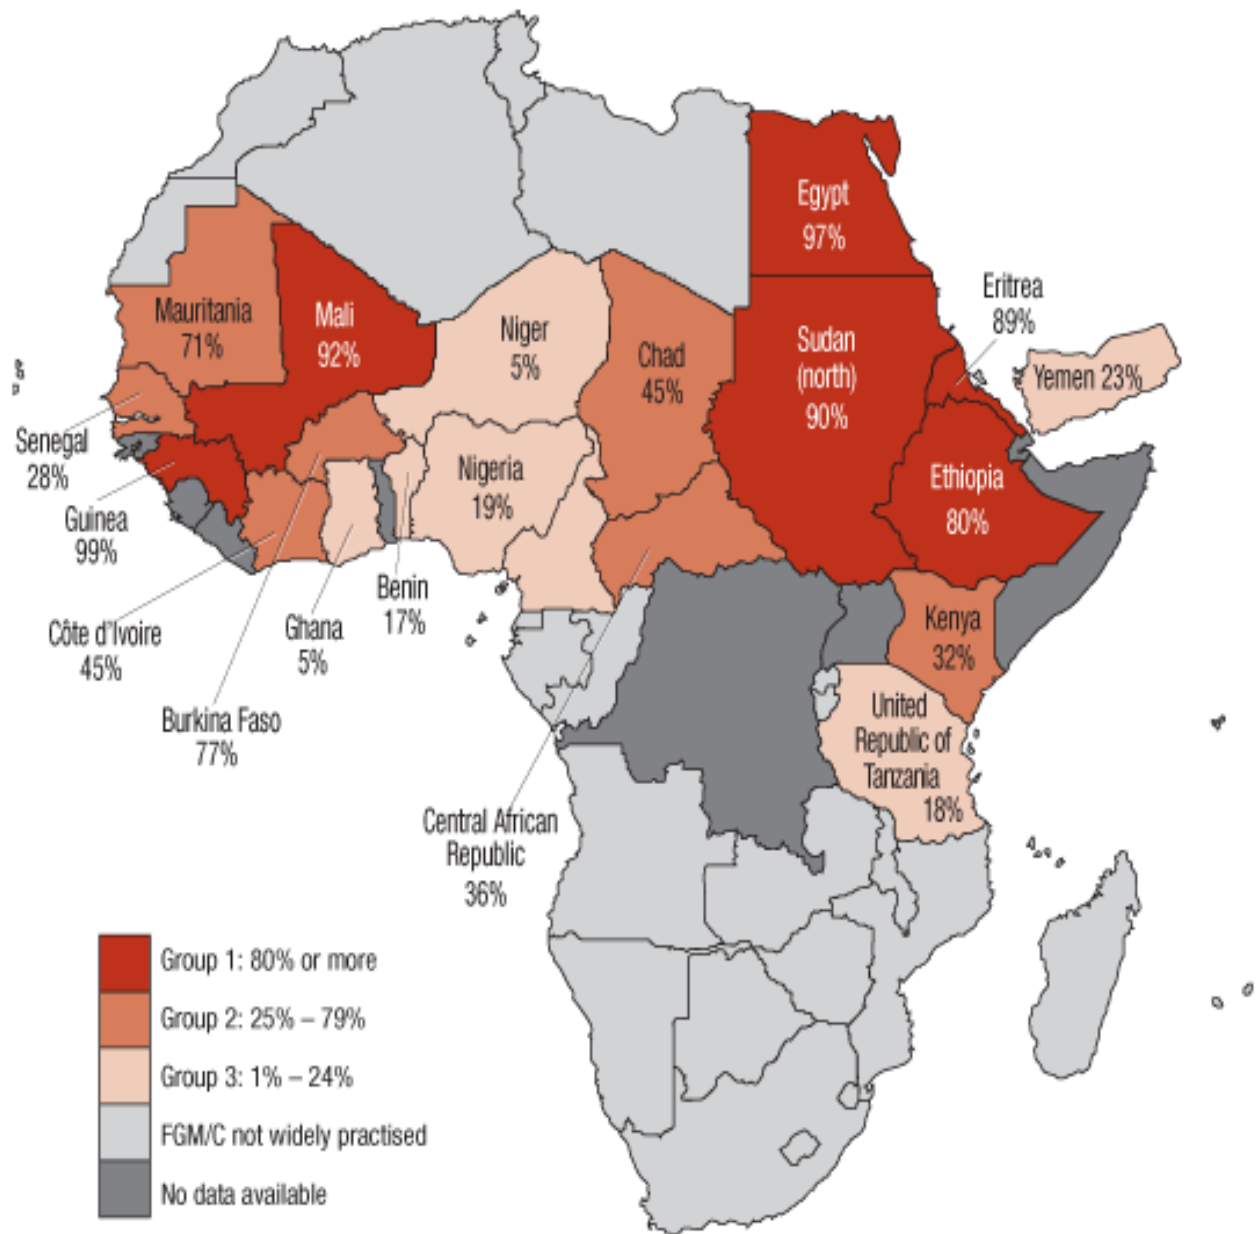 Egypt
97%
Eritrea
89%
Mauritania
71%
Mali
92%
Niger
5%
Chad
45%
Sudan
(north)
90%
Yemen 23%
Senegal
28%
Nigeria
19%
Ethiopia
80%
Guinea
99%
Benin
17%
Côte d'Ivoire
45%
Ghana
5%
Kenya
32%
Burkina Faso
77%
United
Republic of
Tanzania
18%
Central African
Republic
36%
Group 1: 80% or more
Group 2: 25% – 79%
Group 3: 1% – 24%
FGM/C not widely practised
No data available